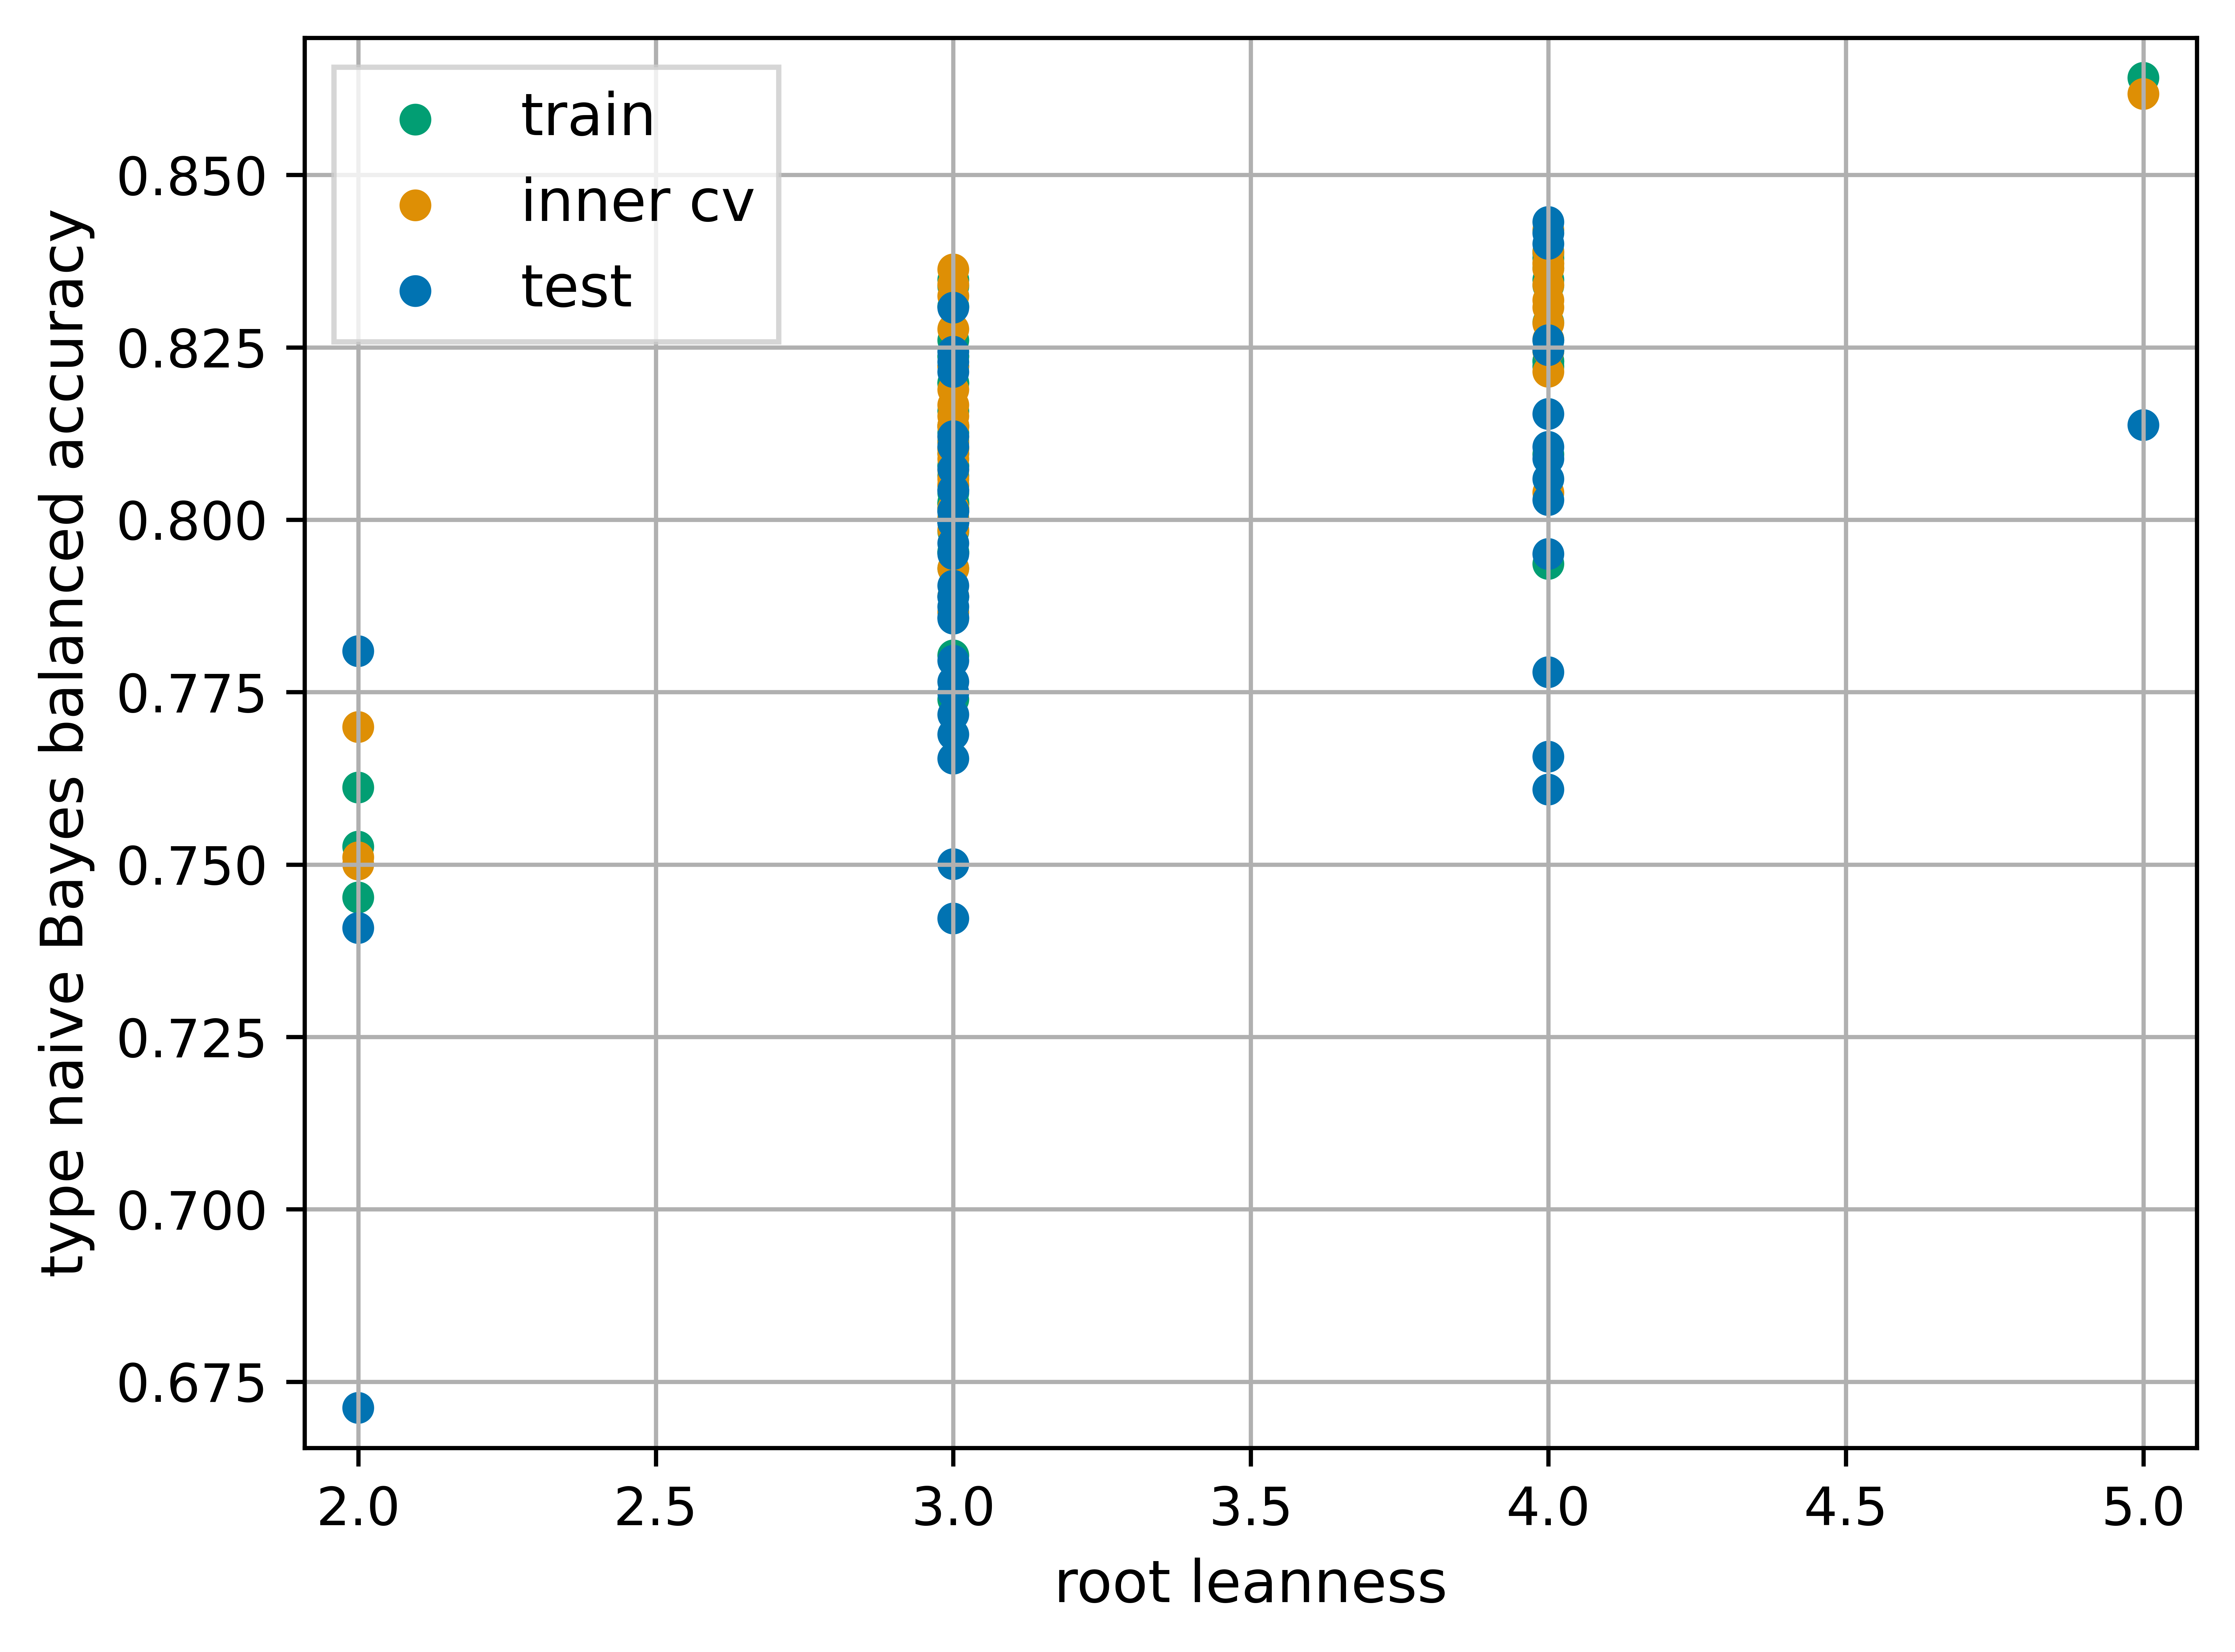 train
inner cv
test
type naive Bayes balanced accuracy
0.850
0.825
0.800
0.775
0.750
0.725
0.700
0.675
2.0 2.5 3.0 3.5 4.0 4.5 5.0
root leanness